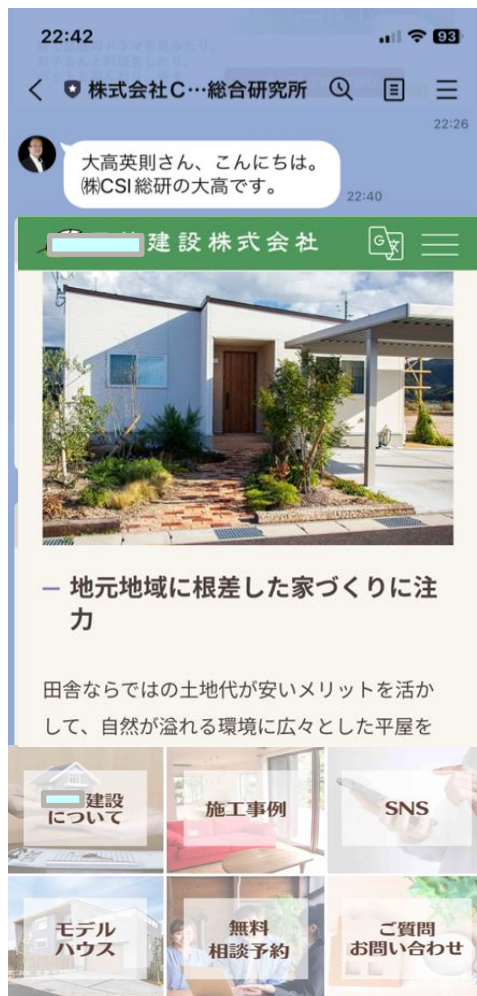 22:42
93
株式会社C…総合研究所
22:26
大高英則さん、こんにちは。
㈱CSI総研の大高です。
22:40
建設株式会社
G
地元地域に根差した家づくりに注
力
田舎ならではの土地代が安いメリットを活か
して、自然が溢れる環境に広々とした平屋を
建設
について
施工事例
SNS
モデル
ハウス
無料
相談予約
ご質問
お問い合わせ